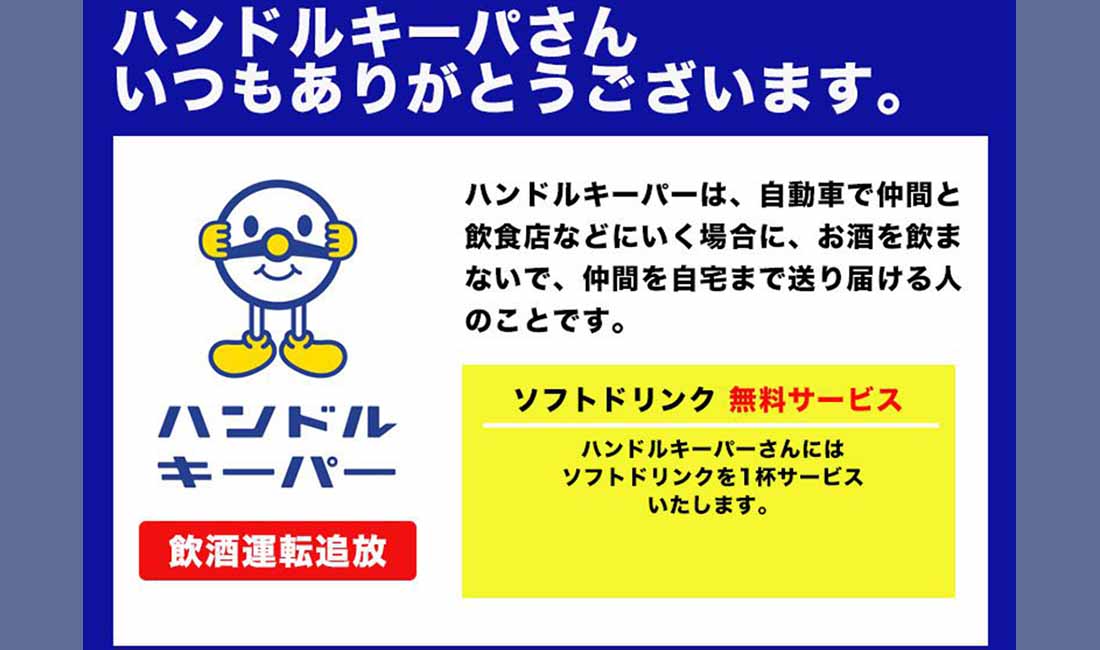 ハンドルキーパさん
いつもありがとうございます。
ハンドルキーパーは、自動車で仲間と
飲食店などにいく場合に、お酒を飲ま
ないで、仲間を自宅まで送り届ける人
のことです。
ハンドル
キーパー
飲酒運転追放
ソフトドリンク 無料サービス
ハンドルキーパーさんには
ソフトドリンクを1杯サービス
いたします。